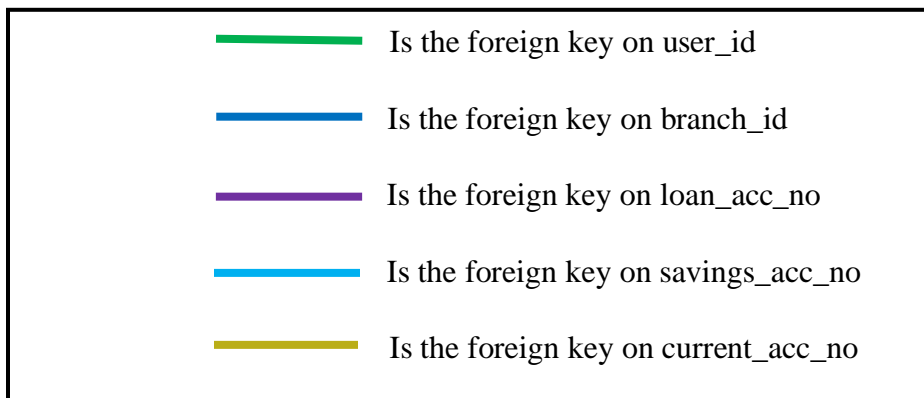 Is the foreign key on user_id
Is the foreign key on branch_id
Is the foreign key on loan_acc_no
Is the foreign key on savings_acc_no
Is the foreign key on current_acc_no